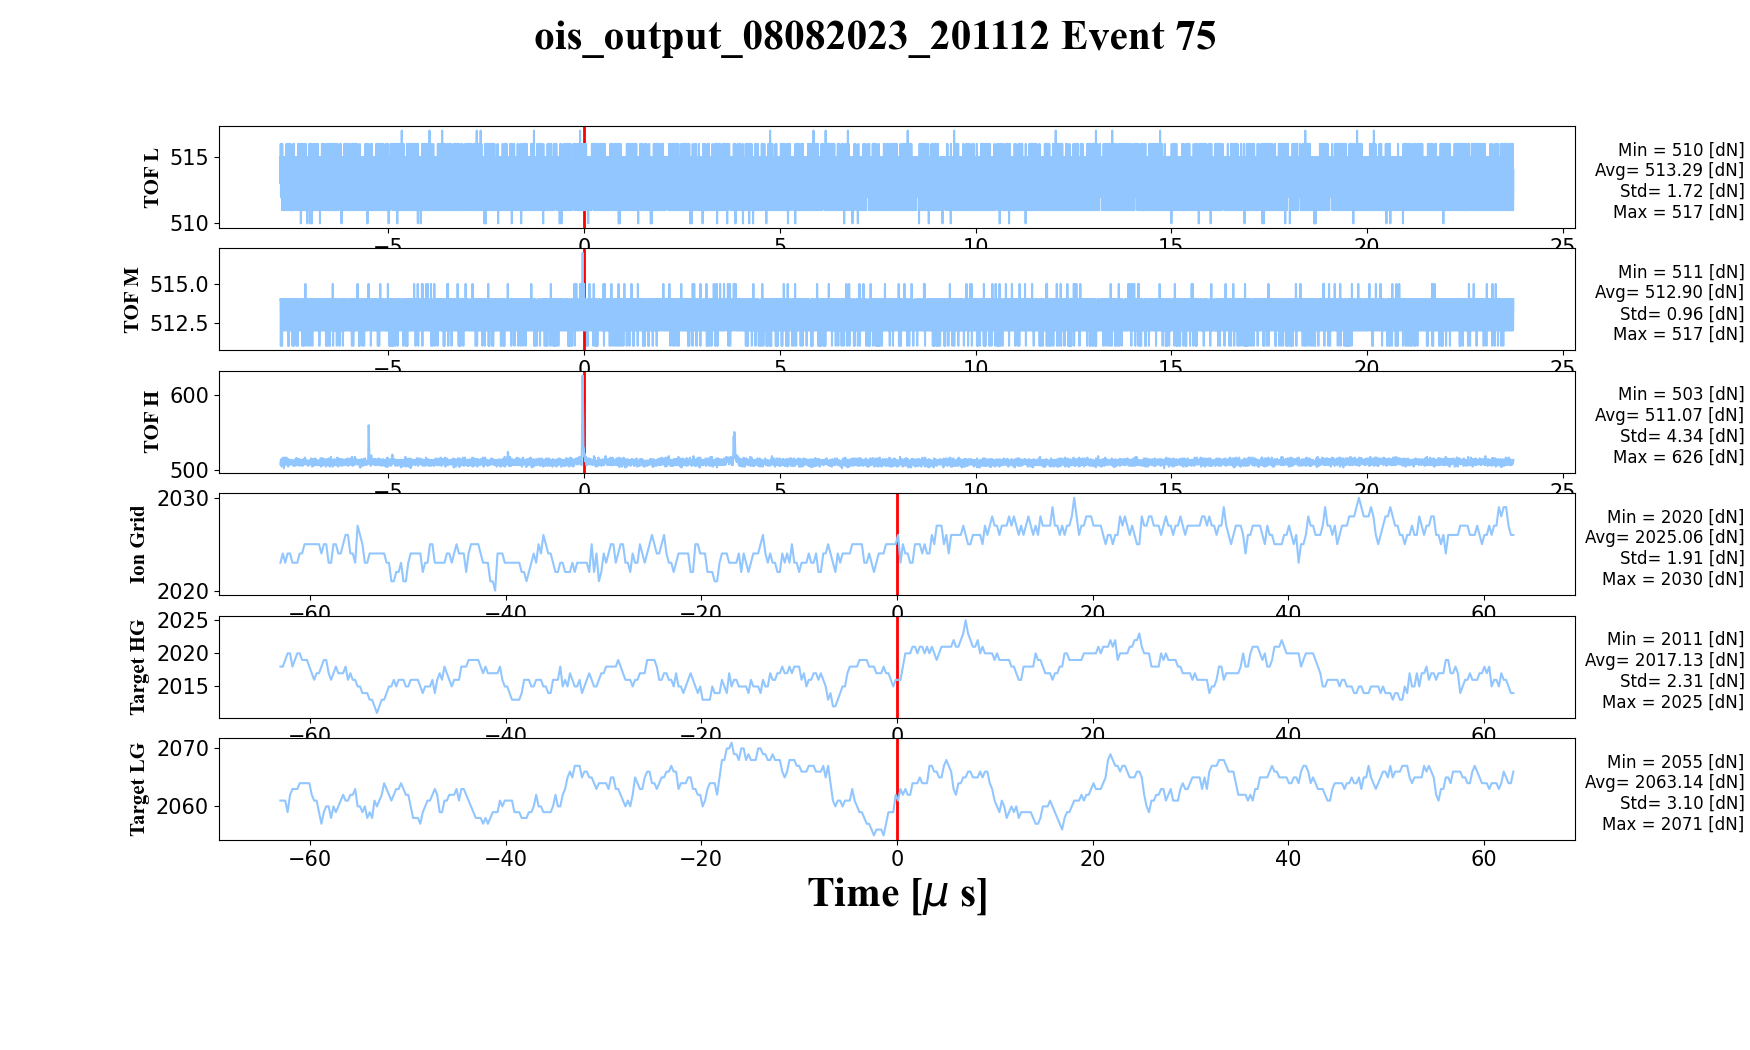 ois_output_08082023_201112 Event 75
TOF L
515
510
Min = 510 [dN]
Avg= 513.29 [dN]
Std= 1.72 [dN]
Max = 517 [dN]
−5 0 5 10 15 20 25
TOF M
515.0
512.5
Min = 511 [dN]
Avg= 512.90 [dN]
Std= 0.96 [dN]
Max = 517 [dN]
−5 0 5 10 15 20 25
TOF H
600
500
Min = 503 [dN]
Avg= 511.07 [dN]
Std= 4.34 [dN]
Max = 626 [dN]
−5 0 5 10 15 20 25
Ion Grid
2030
2020
Min = 2020 [dN]
Avg= 2025.06 [dN]
Std= 1.91 [dN]
Max = 2030 [dN]
−60 −40 −20 0 20 40 60
Target HG
2025
2020
2015
Min = 2011 [dN]
Avg= 2017.13 [dN]
Std= 2.31 [dN]
Max = 2025 [dN]
−60 −40 −20 0 20 40 60
Target LG
2070
2060
Min = 2055 [dN]
Avg= 2063.14 [dN]
Std= 3.10 [dN]
Max = 2071 [dN]
−60 −40 −20 0 20 40 60
Time [μ s]